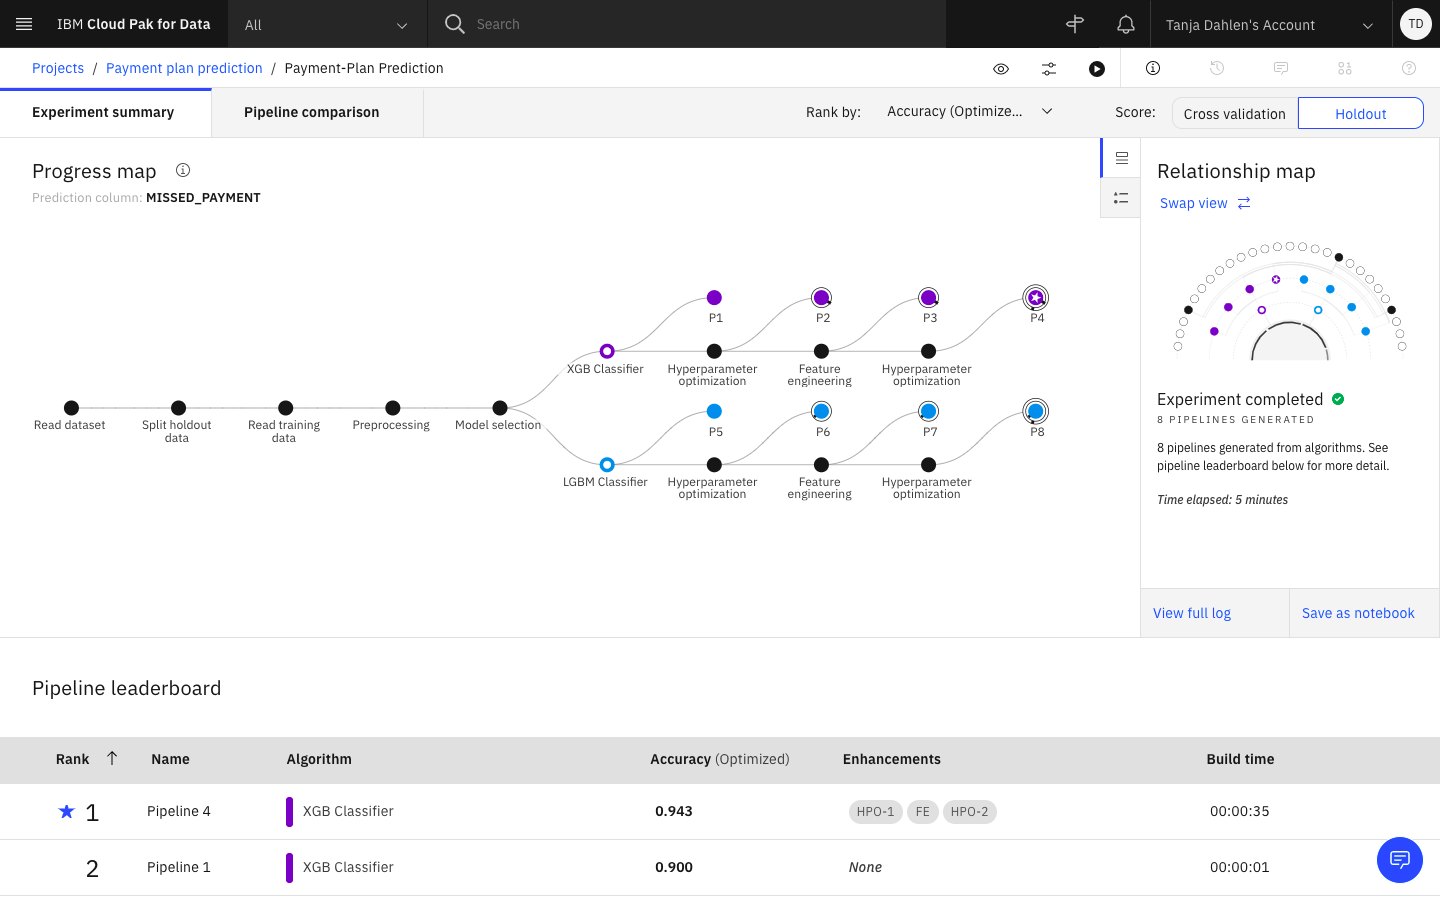 IBM Cloud Pak for Data
All
Search
Tanja Dahlen's Account
TD
Projects / Payment plan prediction / Payment-Plan Prediction
Experiment summary
Pipeline comparison
Rank by:
Accuracy (Optimize...
Score:
Cross validation
Holdout
Progress map
Prediction column: MISSED_PAYMENT
Read dataset
Split holdout
data
Read training
data
Preprocessing
Model selection
XGB Classifier
P1
P2
P3
P4
Hyperparameter
optimization
Feature
engineering
Hyperparameter
optimization
P5
P6
P7
P8
LGBM Classifier
Hyperparameter
optimization
Feature
engineering
Hyperparameter
optimization
Relationship map
Swap view
Experiment completed
8 PIPELINES GENERATED
8 pipelines generated from algorithms. See
pipeline leaderboard below for more detail.
Time elapsed: 5 minutes
View full log
Save as notebook
Pipeline leaderboard
Rank Name Algorithm Accuracy (Optimized) Enhancements Build time
1 Pipeline 4 XGB Classifier 0.943 HPO-1 FE HPO-2 00:00:35
2 Pipeline 1 XGB Classifier 0.900 None 00:00:01